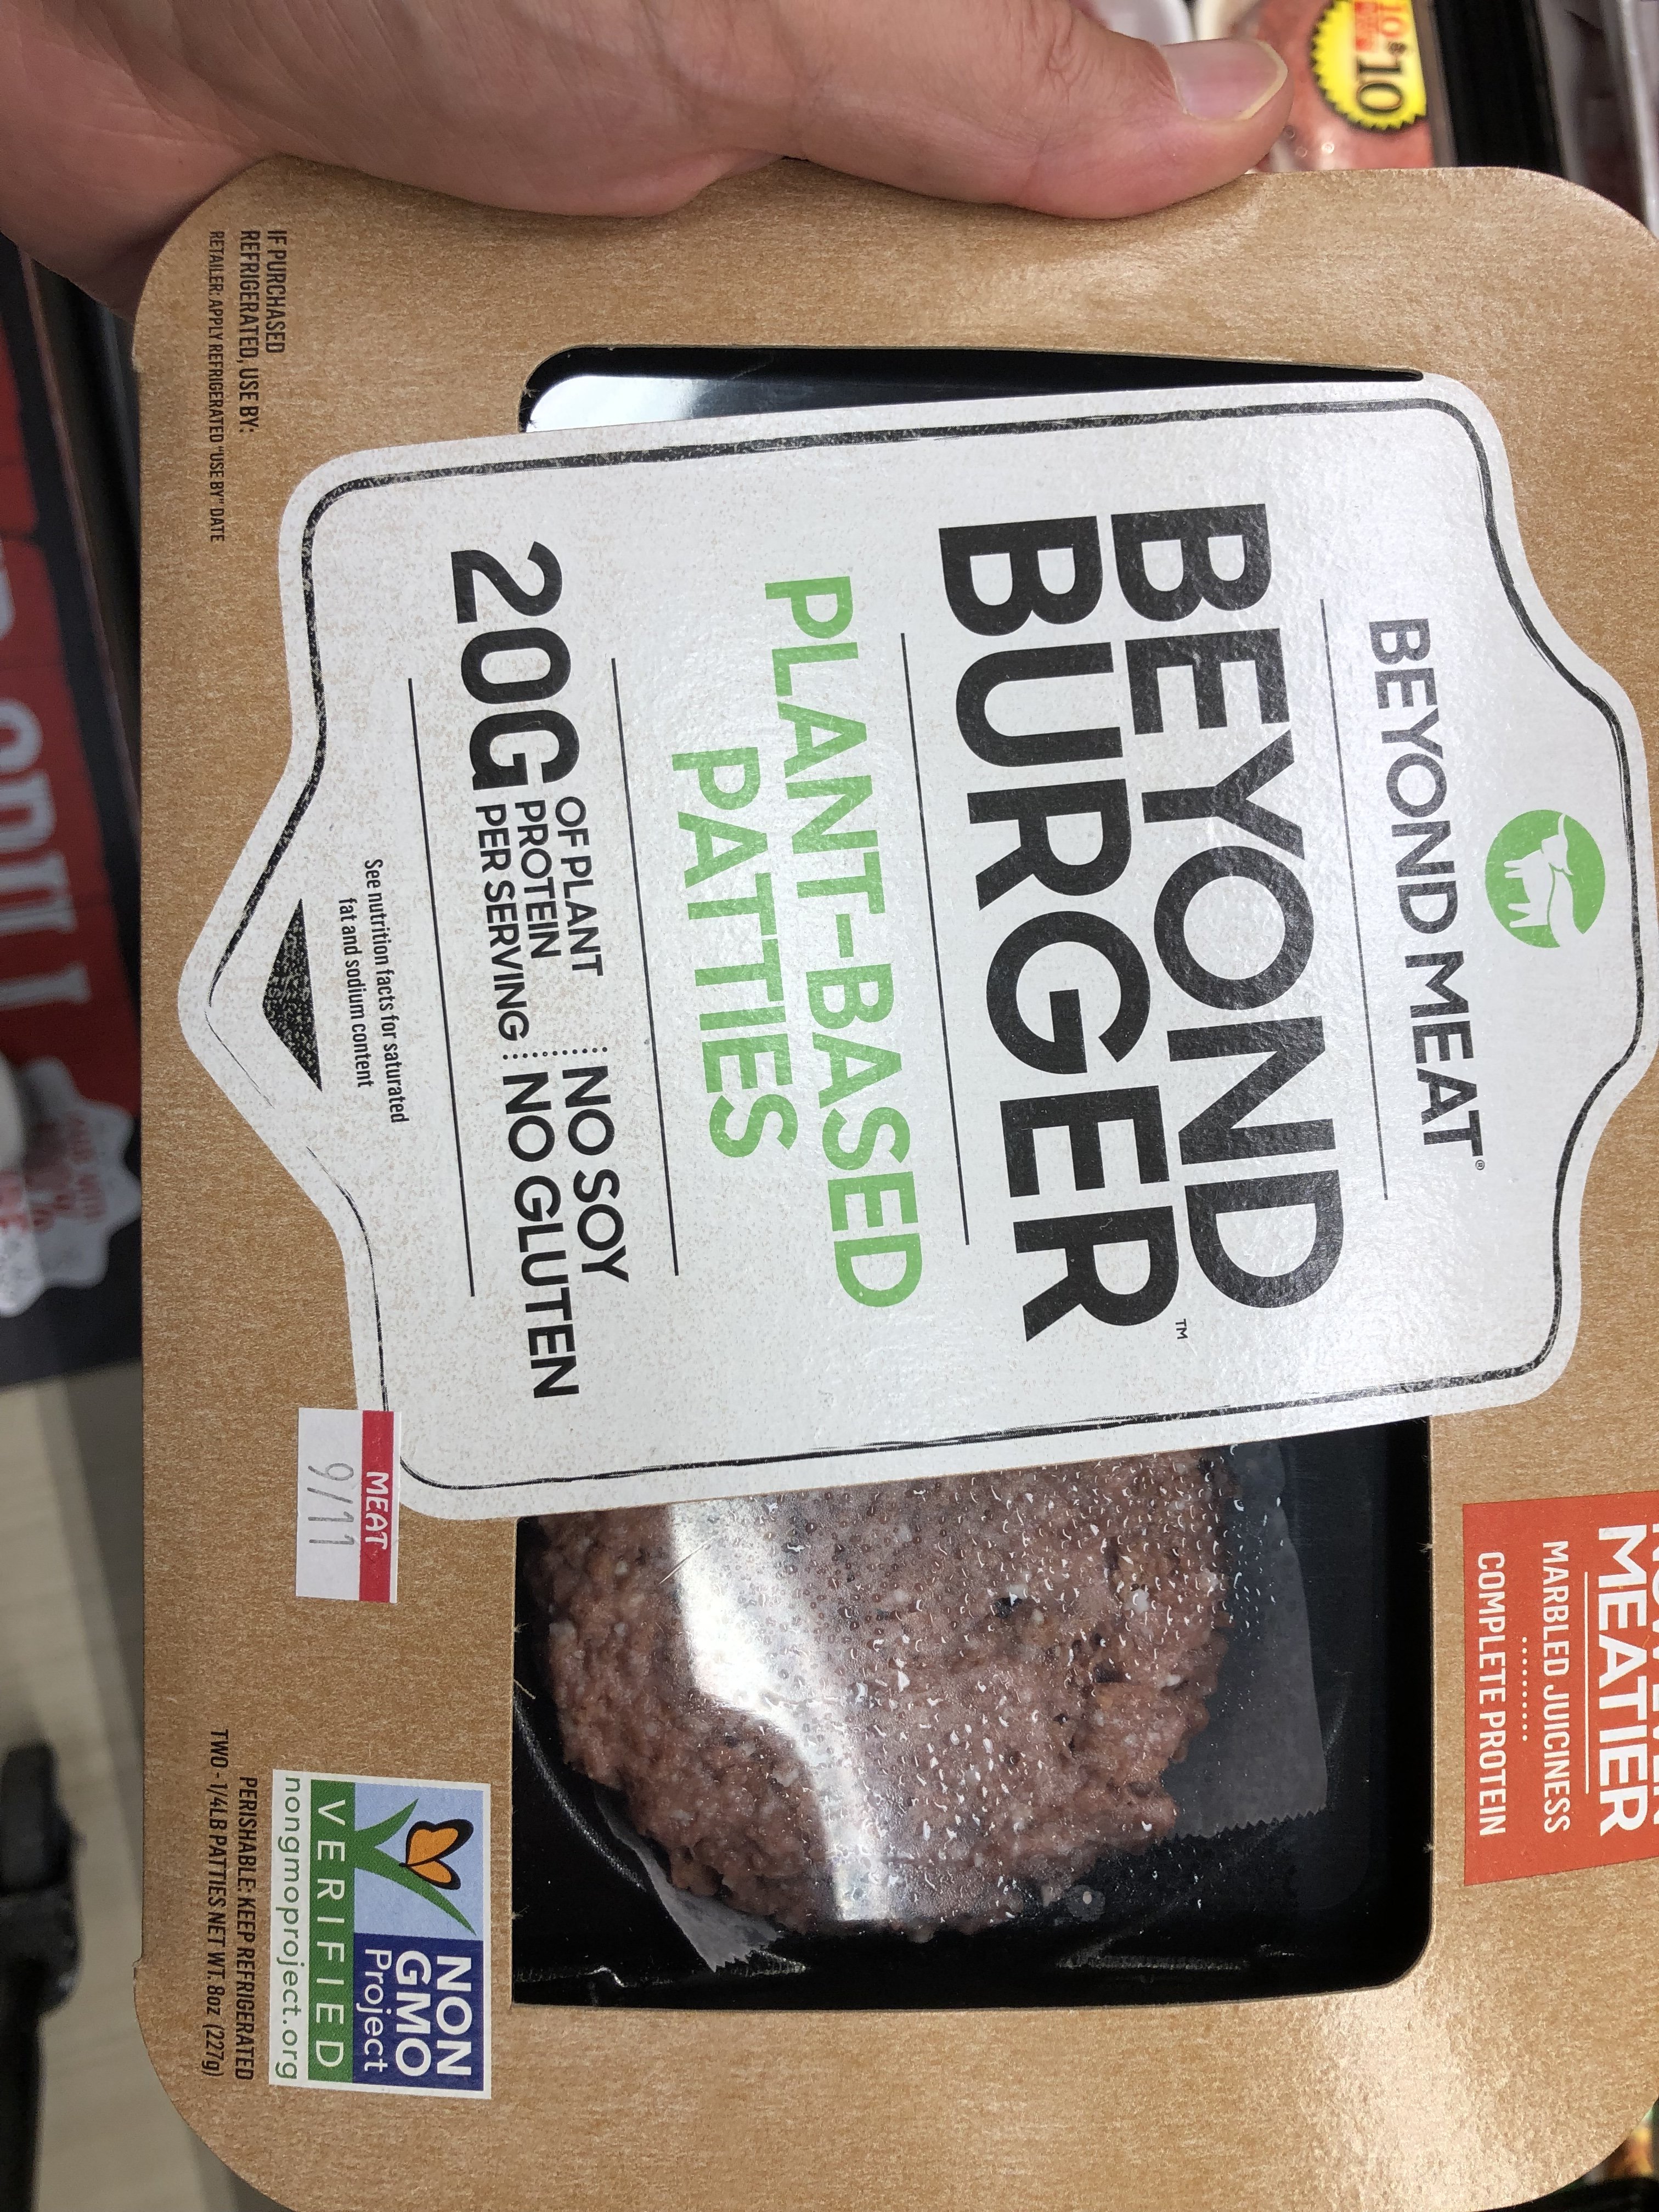 BEYOND MEAT®
BEYOND
BURGER™
PLANT-BASED
PATTIES
20G OF PLANT
PROTEIN
PER SERVING
NO SOY
NO GLUTEN
See nutrition facts for saturated
fat and sodium content
MEATIER
MARBLED JUICINESS
COMPLETE PROTEIN
IF PURCHASED
REFRIGERATED, USE BY:
RETAILER: APPLY REFRIGERATED "USE BY" DATE
MEAT
9/11
NON
GMO
Project
VERIFIED
nongmoproject.org
PERISHABLE: KEEP REFRIGERATED
TWO - 1/4LB PATTIES NET WT. 8oz (227g)
10 $10